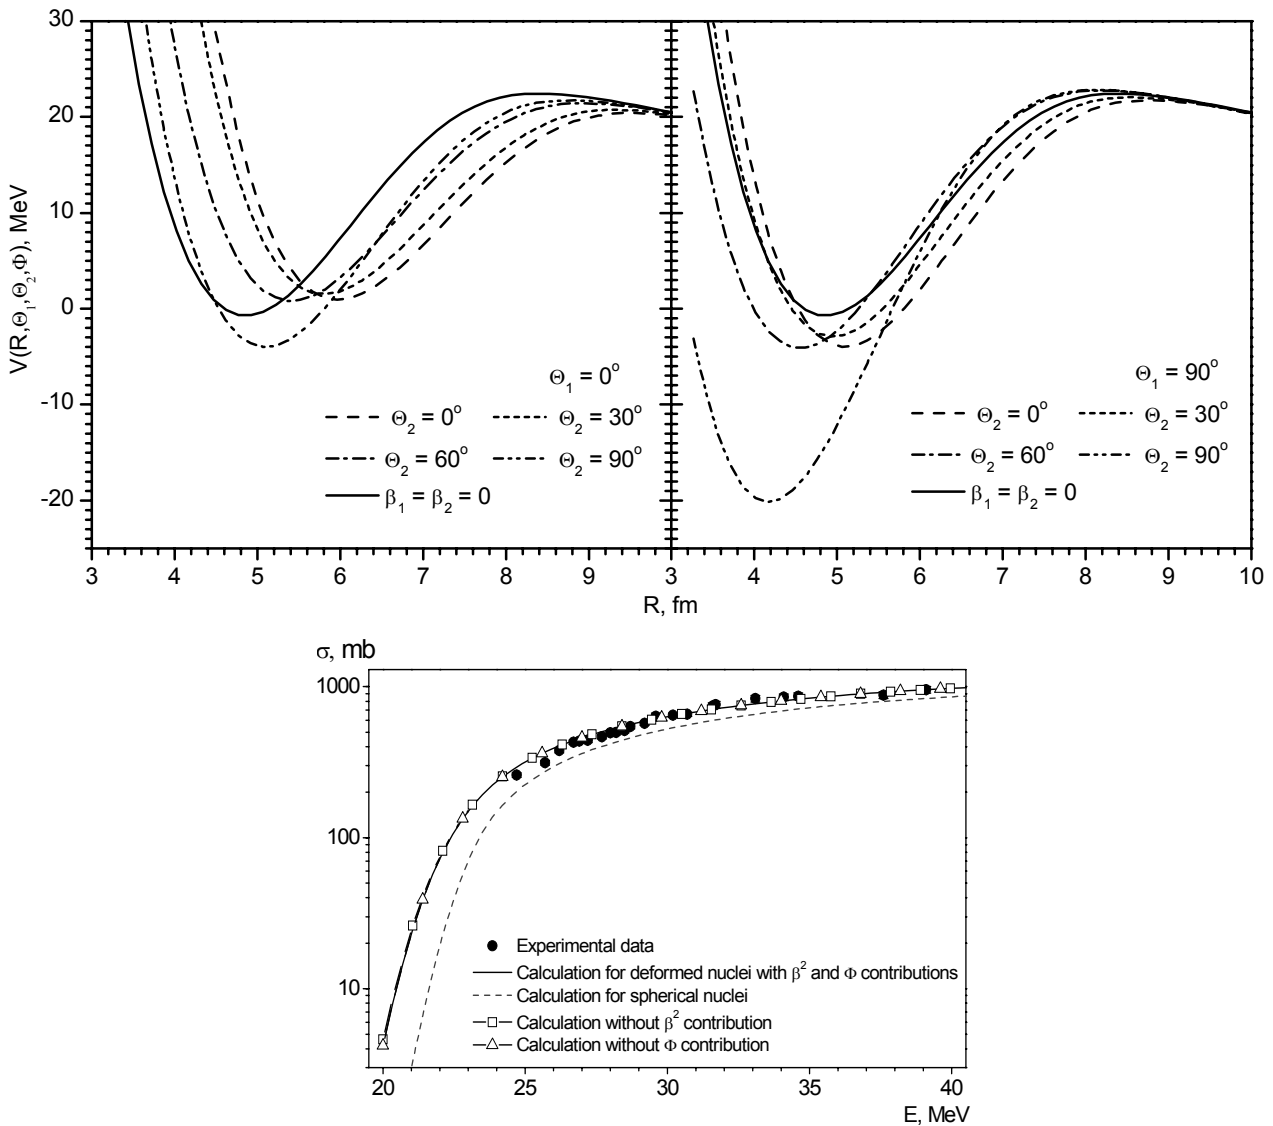 30
20
10
0
-10
-20
V(R,Θ₁,Θ₂,Φ), MeV
Θ₁ = 0°
Θ₂ = 0°
Θ₂ = 30°
Θ₂ = 60°
Θ₂ = 90°
β₁ = β₂ = 0
Θ₁ = 90°
Θ₂ = 0°
Θ₂ = 30°
Θ₂ = 60°
Θ₂ = 90°
β₁ = β₂ = 0
3 4 5 6 7 8 9 3 4 5 6 7 8 9 10
R, fm
σ, mb
1000
100
10
Experimental data
Calculation for deformed nuclei with β² and Φ contributions
Calculation for spherical nuclei
Calculation without β² contribution
Calculation without Φ contribution
20 25 30 35 40
E, MeV